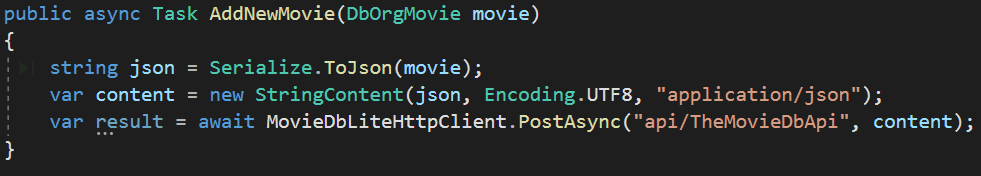 public async Task AddNewMovie(DbOrgMovie movie)
{
string json = Serialize.ToJson(movie);
var content = new StringContent(json, Encoding.UTF8, "application/json");
var result = await MovieDbLiteHttpClient.PostAsync("api/TheMovieDbApi", content);
}